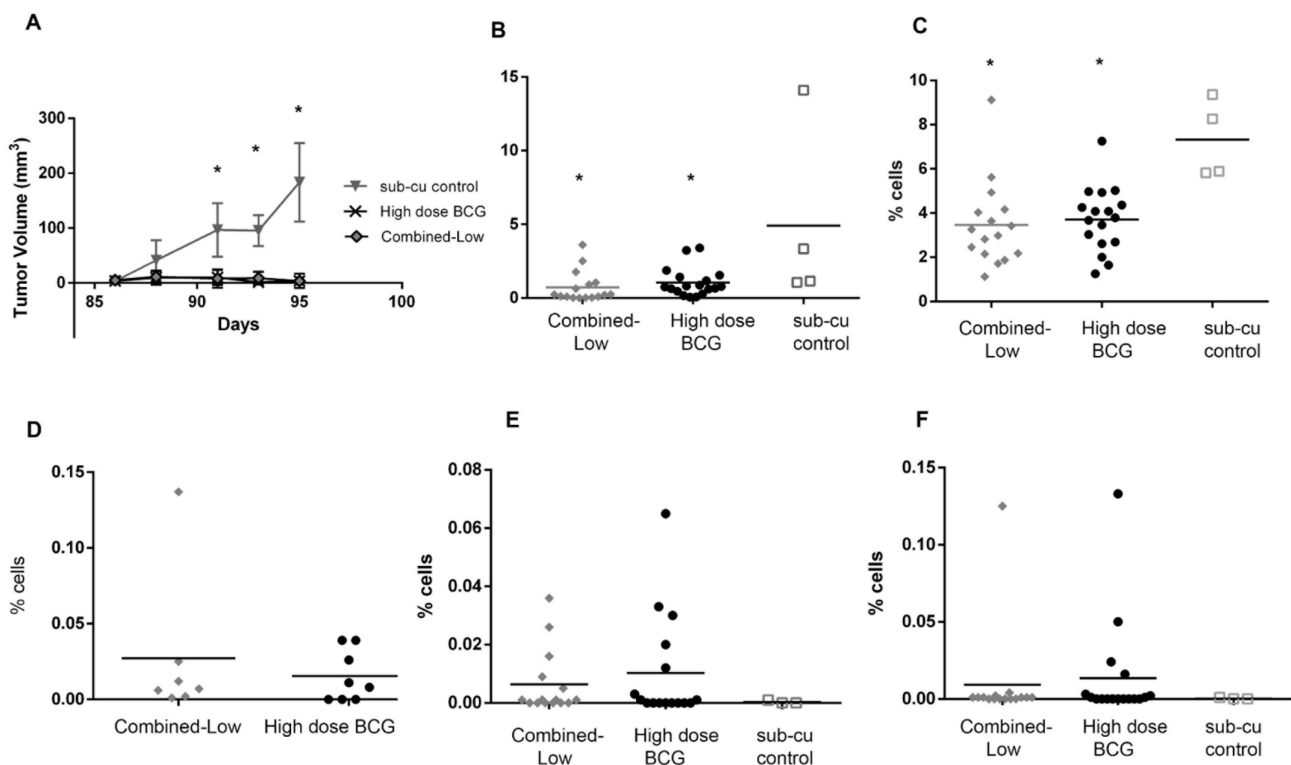 A
Tumor Volume (mm³)
300
200
100
0
* * *
sub-cu control
High dose BCG
Combined-Low
85 90 95 100
Days
B
15
10
5
0
* *
Combined-
Low
High dose
BCG
sub-cu
control
C
% cells
10
8
6
4
2
0
* *
Combined-
Low
High dose
BCG
sub-cu
control
D
% cells
0.15
0.10
0.05
0.00
Combined-Low
High dose BCG
E
% cells
0.08
0.06
0.04
0.02
0.00
Combined-
Low
High dose
BCG
sub-cu
control
F
% cells
0.15
0.10
0.05
0.00
Combined-
Low
High dose
BCG
sub-cu
control